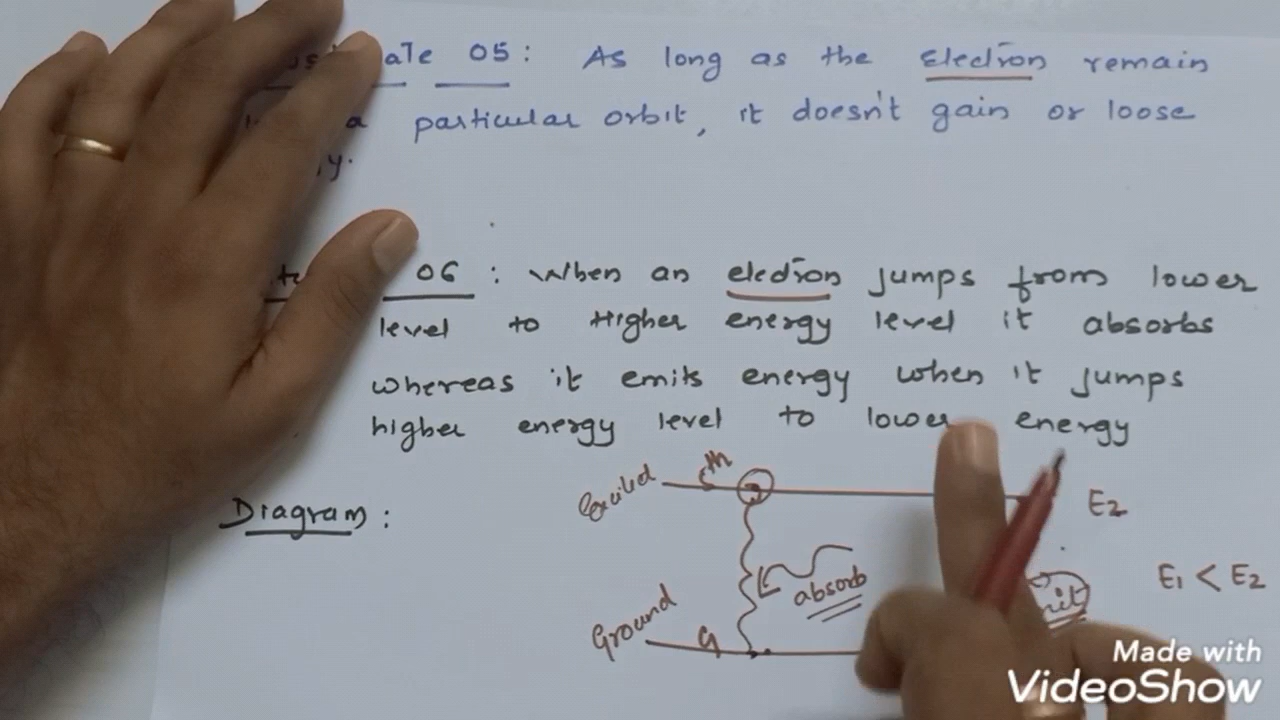 ate 05: As long as the Electron remain
a particular orbit, it doesn't gain or loose
y.
06: When an electron jumps from lower
level to Higher energy level it absorbs
whereas it emits energy when it jumps
higher energy level to lower energy
Excited
E2
Diagram:
absorb
E1 < E2
Ground
Made with
VideoShow